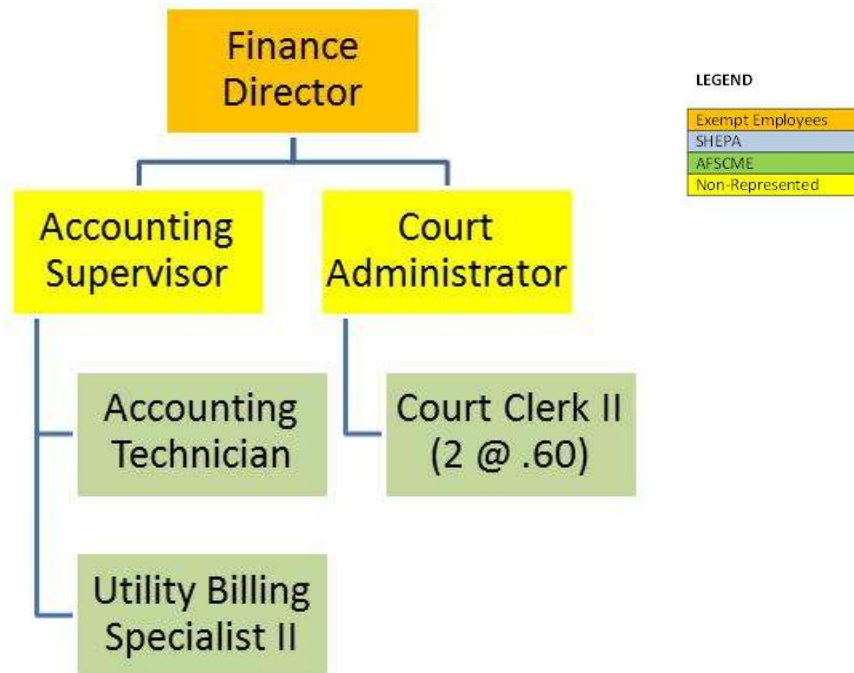 Finance
Director
LEGEND
Exempt Employees
SHEPA
AFSCME
Non-Represented
Accounting
Supervisor
Court
Administrator
Accounting
Technician
Court Clerk II
(2 @ .60)
Utility Billing
Specialist II